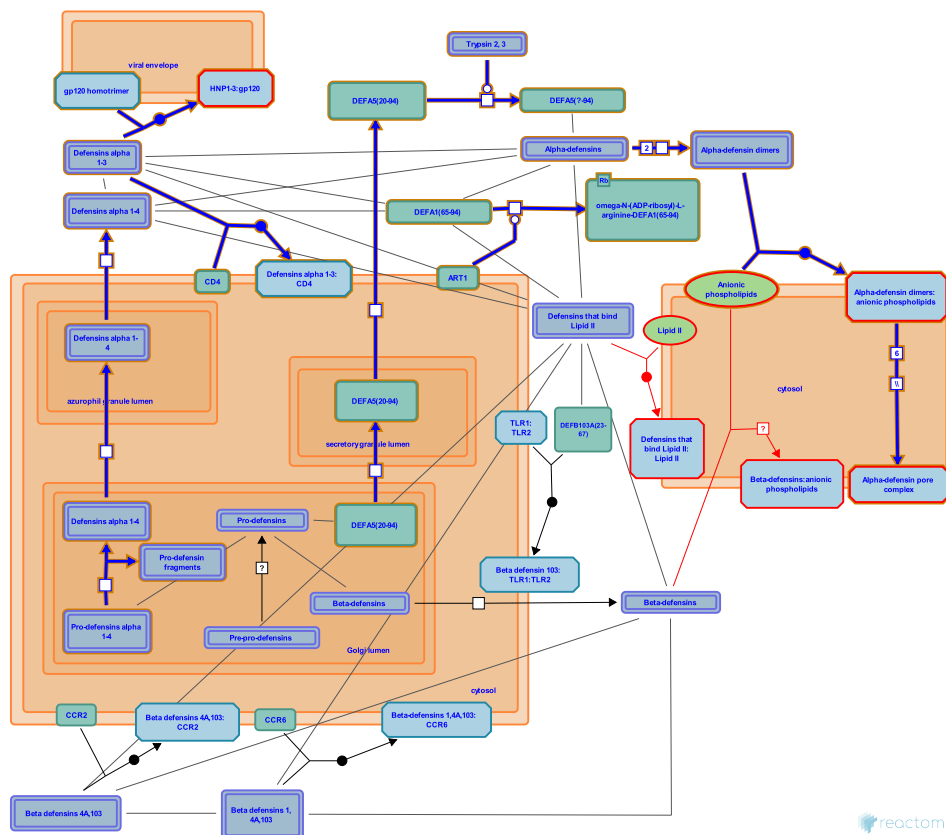 Trypsin 2, 3
viral envelope
gp120 homotrimer
HNP1-3:gp120
DEFA5(20-94)
DEFA5(?-94)
Defensins alpha
1-3
Alpha-defensins
2
Alpha-defensin dimers
Rb
Defensins alpha 1-4
DEFA1(65-94)
omega-N-(ADP-ribosyl)-L-
arginine-DEFA1(65-94)
CD4
Defensins alpha 1-3:
CD4
ART1
Anionic
phospholipids
Alpha-defensin dimers:
anionic phospholipids
Defensins that bind
Lipid II
Lipid II
Defensins alpha 1-
4
6
\\
cytosol
azurophil granule lumen
DEFA5(20-94)
secretory granule lumen
TLR1:
TLR2
DEFB103A(23-
67)
?
Defensins that
bind Lipid II:
Lipid II
Beta-defensins:anionic
phospholipids
Alpha-defensin pore
complex
Defensins alpha 1-4
Pro-defensins
DEFA5(20-94)
Pro-defensin
fragments
?
Beta defensin 103:
TLR1:TLR2
Beta-defensins
Beta-defensins
Pro-defensins alpha
1-4
Pre-pro-defensins
Golgi lumen
cytosol
CCR2
Beta defensins 4A,103:
CCR2
CCR6
Beta-defensins 1,4A,103:
CCR6
Beta defensins 4A,103
Beta defensins 1,
4A,103
reactom